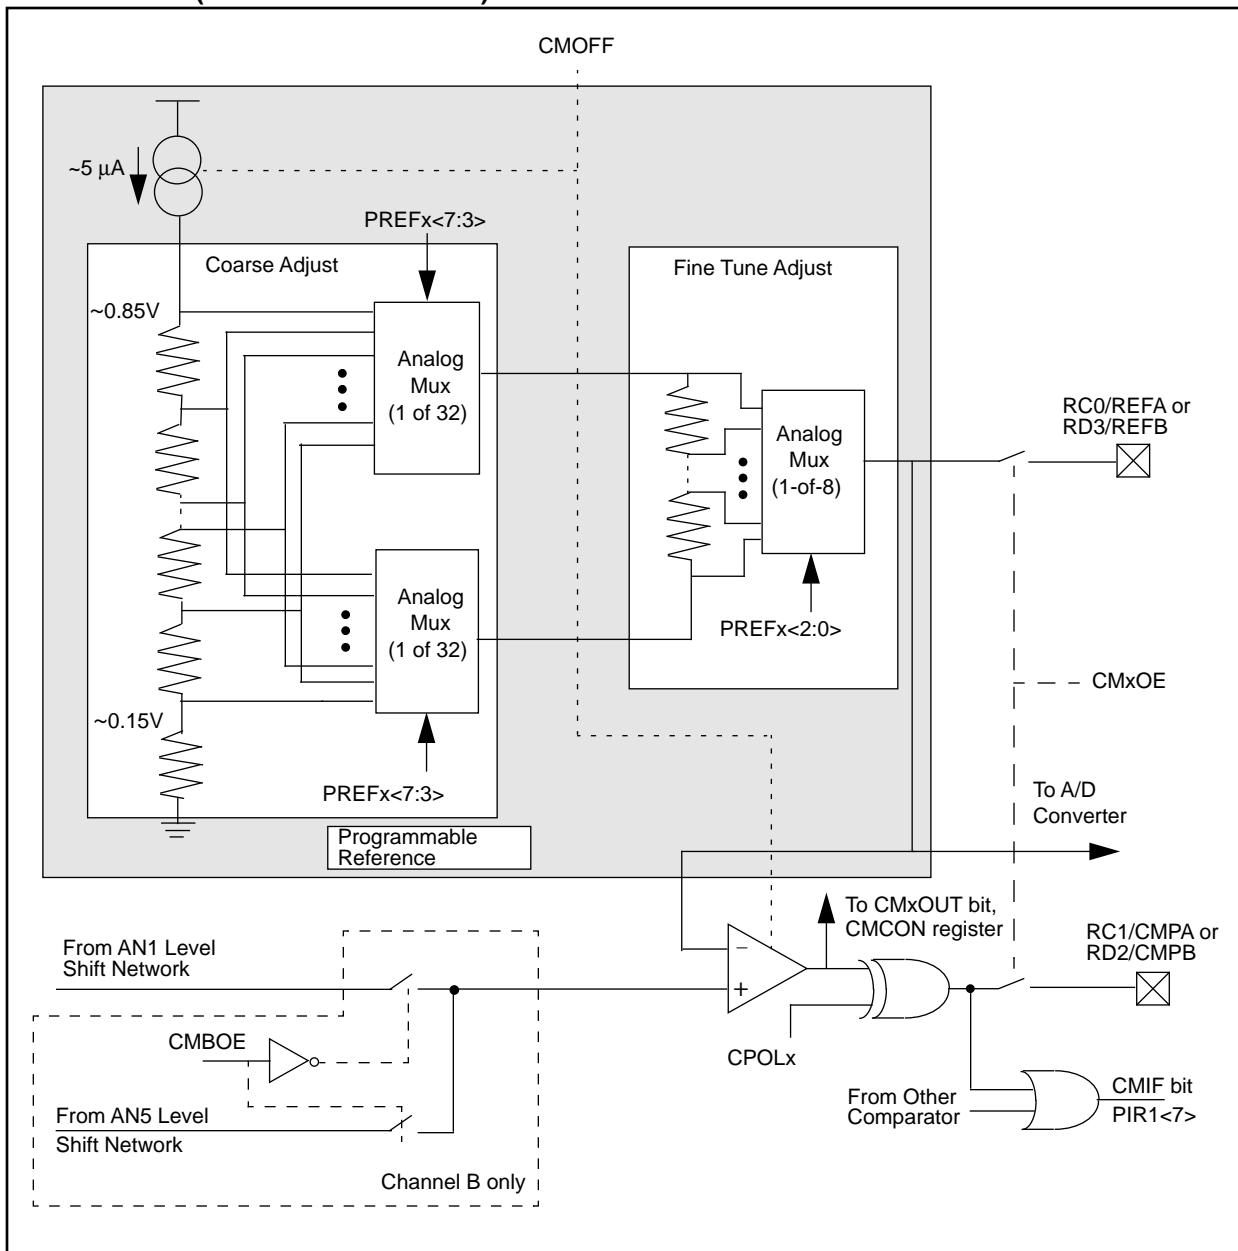 CMOFF
~5 µA
PREFx<7:3>
Coarse Adjust
Fine Tune Adjust
~0.85V
Analog
Mux
(1 of 32)
Analog
Mux
(1-of-8)
RC0/REFA or
RD3/REFB
Analog
Mux
(1 of 32)
PREFx<2:0>
CMxOE
~0.15V
PREFx<7:3>
To A/D
Converter
Programmable
Reference
To CMxOUT bit,
CMCON register
From AN1 Level
Shift Network
RC1/CMPA or
RD2/CMPB
−
+
CMBOE
CPOLx
From AN5 Level
Shift Network
From Other
Comparator
CMIF bit
PIR1<7>
Channel B only